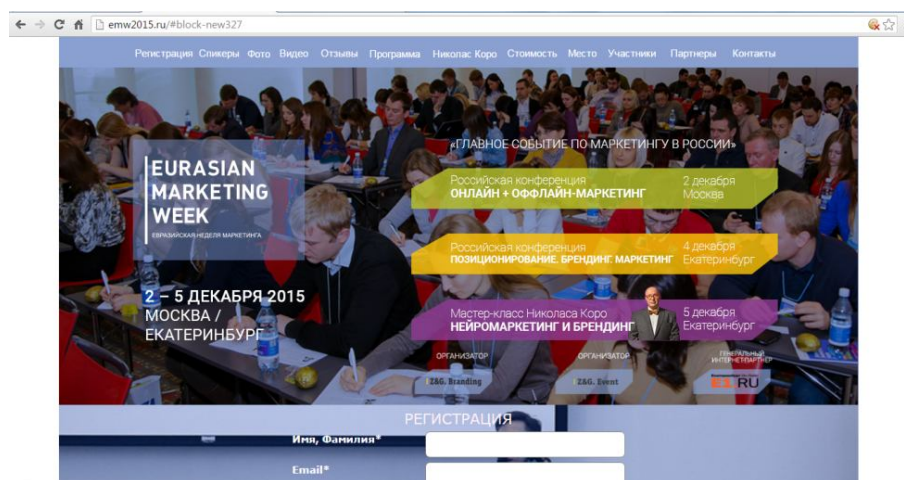 emw2015.ru/#block-new327
Регистрация Спикеры Фото Видео Отзывы Программа Николас Коро Стоимость Место Участники Партнеры Контакты
«ГЛАВНОЕ СОБЫТИЕ ПО МАРКЕТИНГУ В РОССИИ»
EURASIAN
MARKETING
WEEK
ЕВРАЗИЙСКАЯ НЕДЕЛЯ МАРКЕТИНГА
2 – 5 ДЕКАБРЯ 2015
МОСКВА /
ЕКАТЕРИНБУРГ
Российская конференция
ОНЛАЙН + ОФФЛАЙН-МАРКЕТИНГ
2 декабря
Москва
Российская конференция
ПОЗИЦИОНИРОВАНИЕ. БРЕНДИНГ. МАРКЕТИНГ
4 декабря
Екатеринбург
Мастер-класс Николаса Коро
НЕЙРОМАРКЕТИНГ И БРЕНДИНГ
5 декабря
Екатеринбург
ОРГАНИЗАТОР
Z&G. Branding
ОРГАНИЗАТОР
Z&G. Event
ГЕНЕРАЛЬНЫЙ
ИНТЕРНЕТ-ПАРТНЕР
E1.RU
РЕГИСТРАЦИЯ
Имя, Фамилия*
Email*